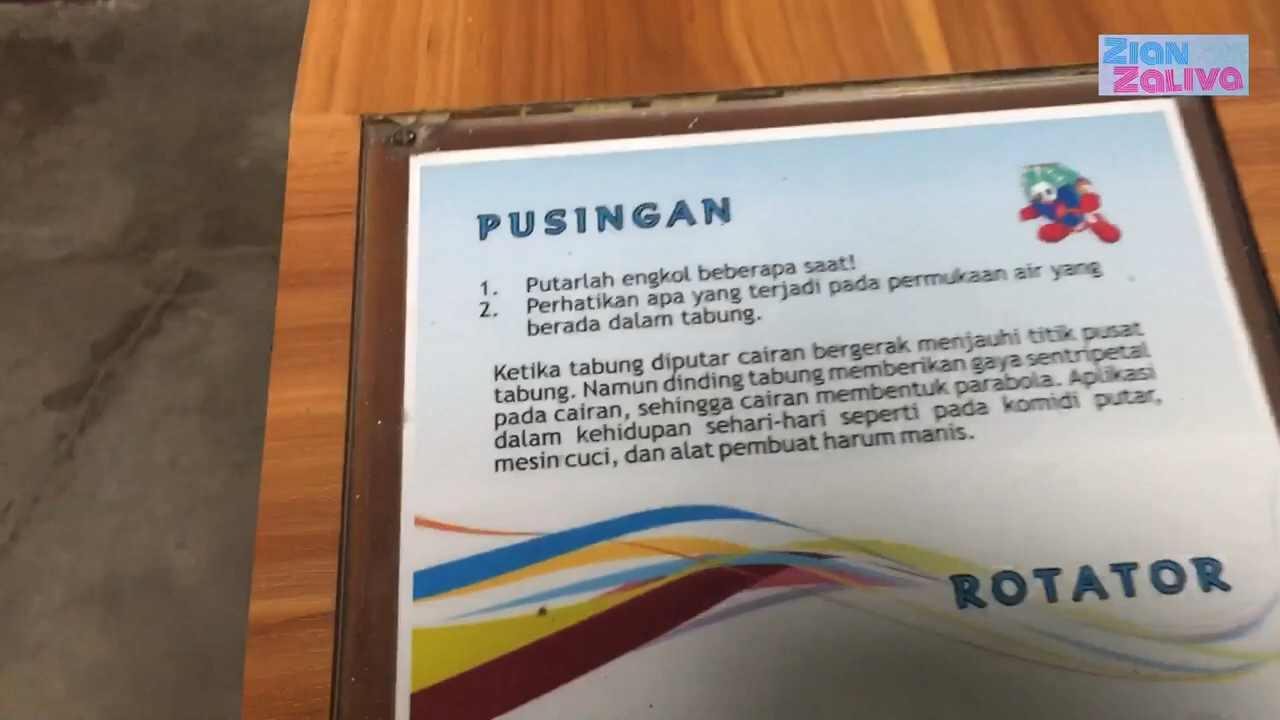 ZIAN
ZALIVA
PUSINGAN
1. Putarlah engkol beberapa saat!
2. Perhatikan apa yang terjadi pada permukaan air yang
berada dalam tabung.
Ketika tabung diputar cairan bergerak menjauhi titik pusat
tabung. Namun dinding tabung memberikan gaya sentripetal
pada cairan, sehingga cairan membentuk parabola. Aplikasi
dalam kehidupan sehari-hari seperti pada komidi putar,
mesin cuci, dan alat pembuat harum manis.
ROTATOR